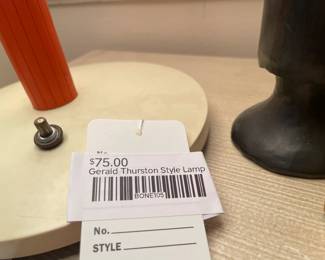 $75.00
Gerald Thurston Style Lamp
BONE105
No.
STYLE